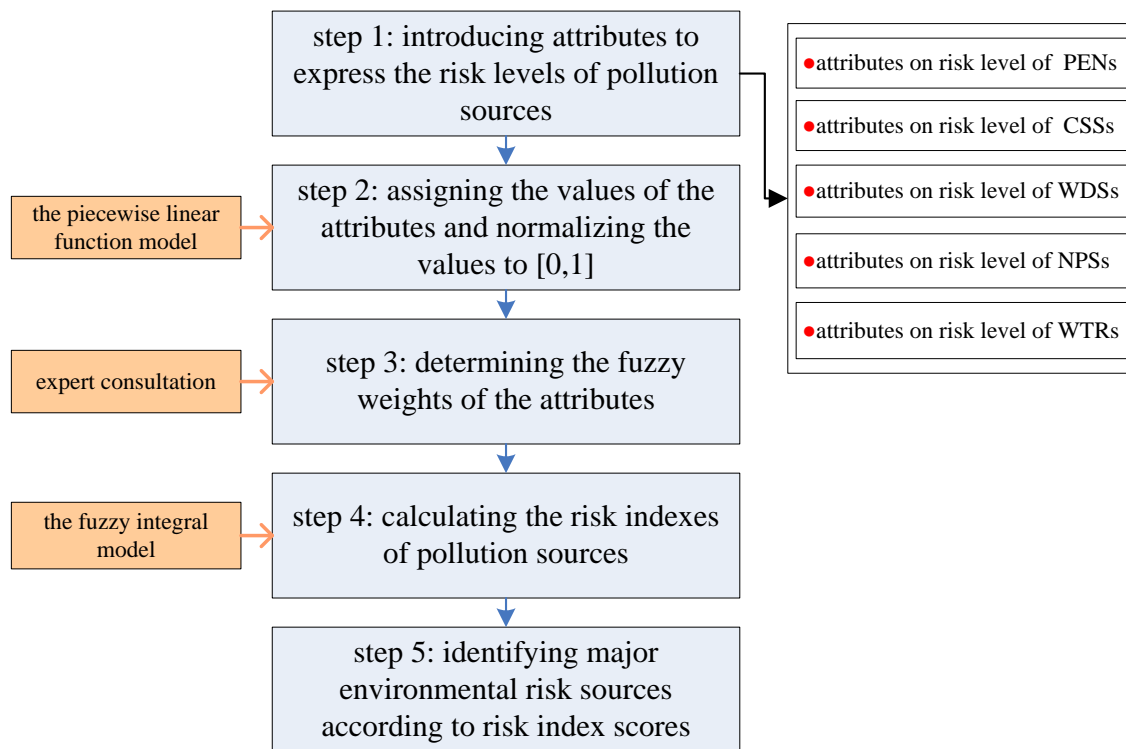 step 1: introducing attributes to
express the risk levels of pollution
sources
●attributes on risk level of PENs
●attributes on risk level of CSSs
●attributes on risk level of WDSs
●attributes on risk level of NPSs
●attributes on risk level of WTRs
the piecewise linear
function model
step 2: assigning the values of the
attributes and normalizing the
values to [0,1]
expert consultation
step 3: determining the fuzzy
weights of the attributes
the fuzzy integral
model
step 4: calculating the risk indexes
of pollution sources
step 5: identifying major
environmental risk sources
according to risk index scores